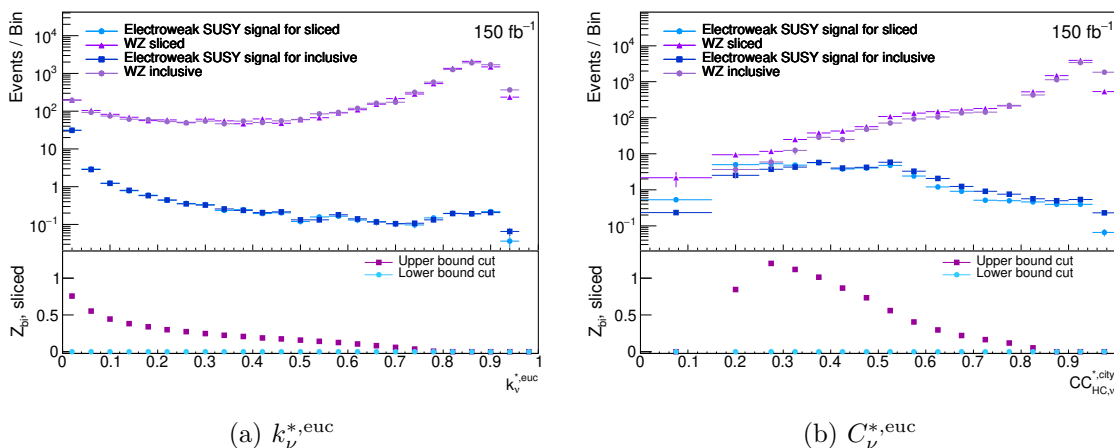 Electroweak SUSY signal for sliced
WZ sliced
Electroweak SUSY signal for inclusive
WZ inclusive
150 fb⁻¹
Events / Bin
10⁴
10³
10²
10
1
10⁻¹
Upper bound cut
Lower bound cut
Z_bi, sliced
1
0.5
0
0 0.1 0.2 0.3 0.4 0.5 0.6 0.7 0.8 0.9 1
k_ν^{*,euc}
(a) k_ν^{*,euc}
Electroweak SUSY signal for sliced
WZ sliced
Electroweak SUSY signal for inclusive
WZ inclusive
150 fb⁻¹
Events / Bin
10⁴
10³
10²
10
1
10⁻¹
Upper bound cut
Lower bound cut
Z_bi, sliced
1
0.5
0
0 0.1 0.2 0.3 0.4 0.5 0.6 0.7 0.8 0.9 1
CC_{HC,ν}^{*,city}
(b) C_ν^{*,euc}